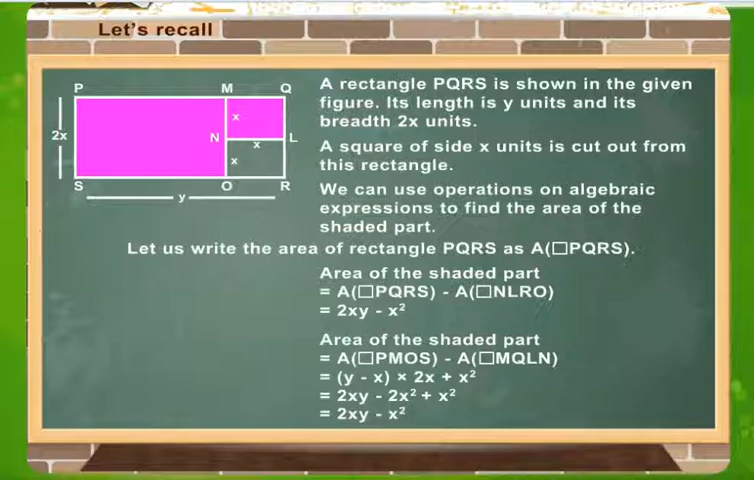 Let's recall
P M Q
2x x
N x L
x
S O R
y
A rectangle PQRS is shown in the given
figure. Its length is y units and its
breadth 2x units.
A square of side x units is cut out from
this rectangle.
We can use operations on algebraic
expressions to find the area of the
shaded part.
Let us write the area of rectangle PQRS as A(□PQRS).
Area of the shaded part
= A(□PQRS) - A(□NLRO)
= 2xy - x²
Area of the shaded part
= A(□PMOS) - A(□MQLN)
= (y - x) × 2x + x²
= 2xy - 2x² + x²
= 2xy - x²